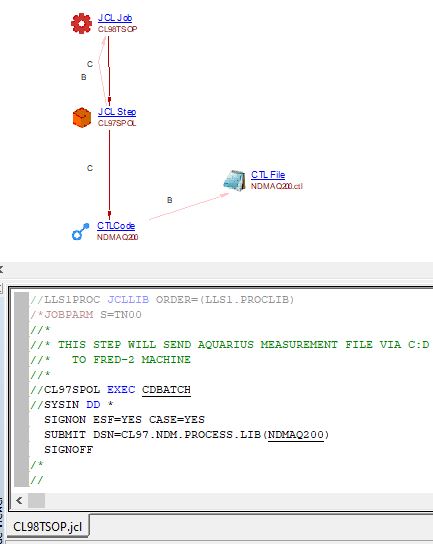 JCL Job
CL98TSOP
C
B
JCL Step
CL97SPOL
C
CTL File
NDMAQ200.ctl
B
CTLCode
NDMAQ200
//LLS1PROC JCLLIB ORDER=(LLS1.PROCLIB)
/*JOBPARM S=TN00
//*
//* THIS STEP WILL SEND AQUARIUS MEASUREMENT FILE VIA C:D
//*   TO FRED-2 MACHINE
//*
//CL97SPOL EXEC CDBATCH
//SYSIN DD *
SIGNON ESF=YES CASE=YES
SUBMIT DSN=CL97.NDM.PROCESS.LIB(NDMAQ200)
SIGNOFF
/*
//
CL98TSOP.jcl